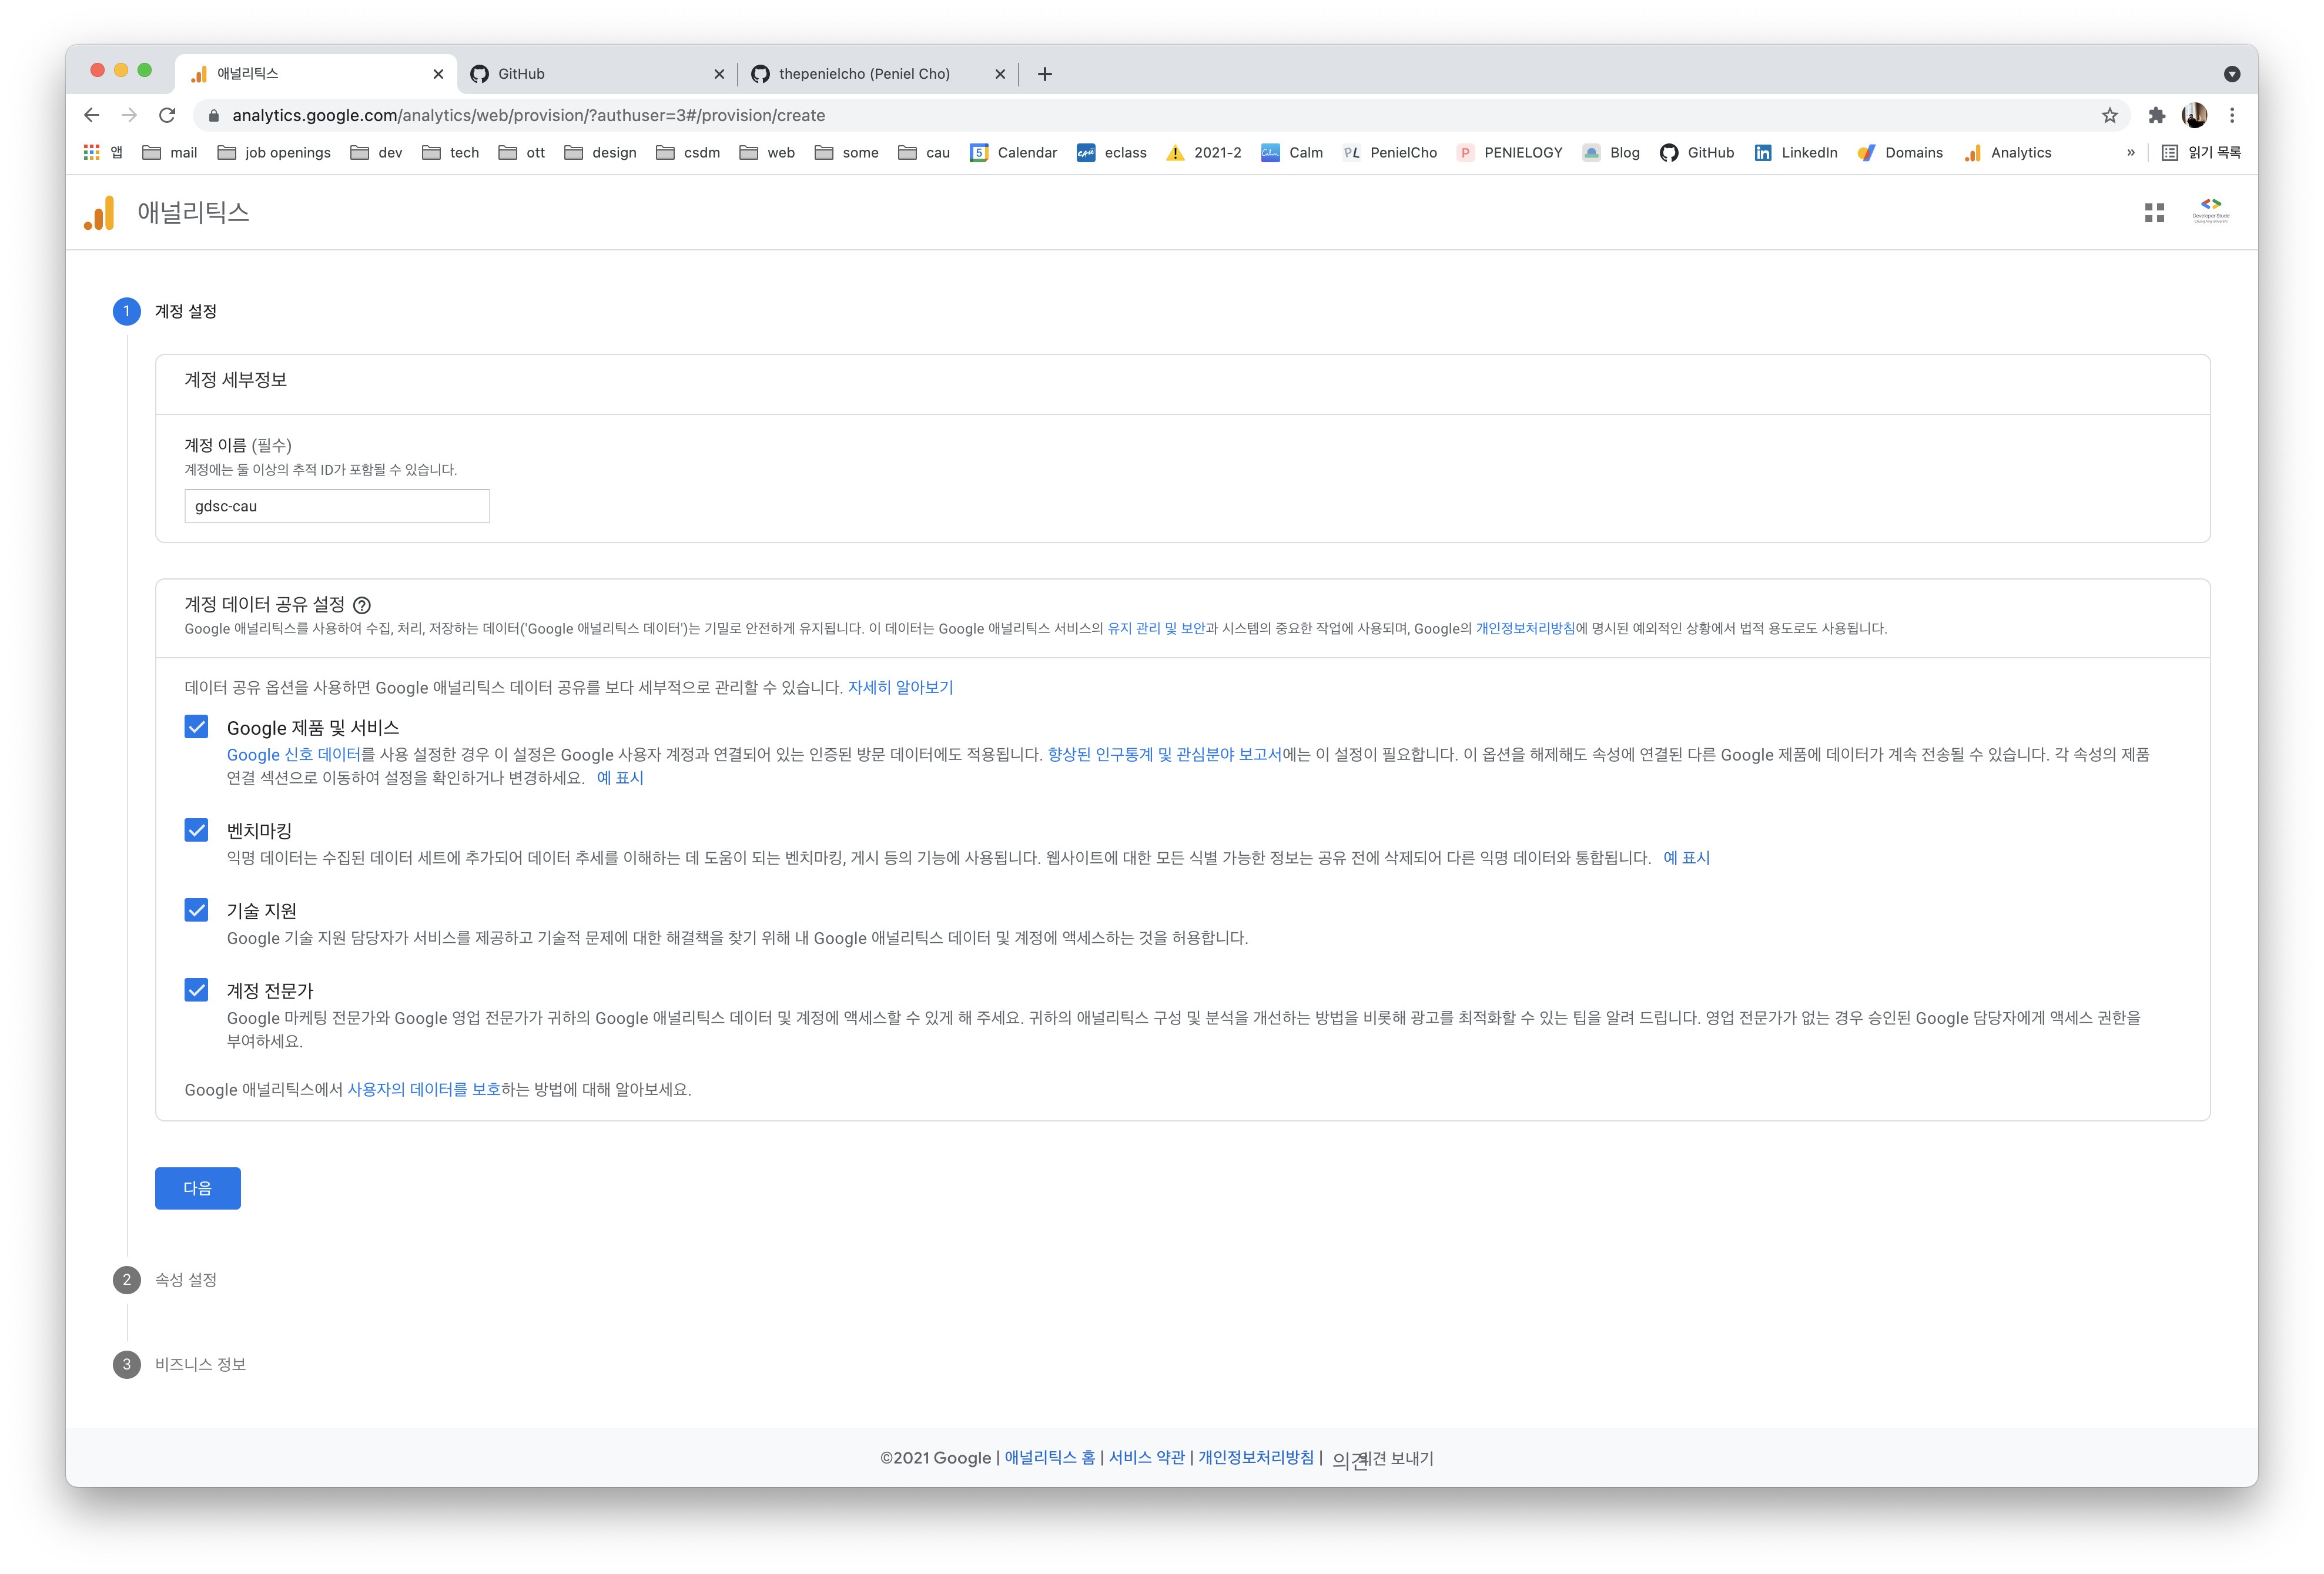 애널리틱스
GitHub
thepenielcho (Peniel Cho)
analytics.google.com/analytics/web/provision/?authuser=3#/provision/create
앱 mail job openings dev tech ott design csdm web some cau 5 Calendar CAU eclass 2021-2 Calm PL PenielCho P PENIELOGY Blog GitHub in LinkedIn Domains Analytics » 읽기 목록
애널리틱스
Developer Stude
1 계정 설정
계정 세부정보
계정 이름 (필수)
계정에는 둘 이상의 추적 ID가 포함될 수 있습니다.
gdsc-cau
계정 데이터 공유 설정 ?
Google 애널리틱스를 사용하여 수집, 처리, 저장하는 데이터('Google 애널리틱스 데이터')는 기밀로 안전하게 유지됩니다. 이 데이터는 Google 애널리틱스 서비스의 유지 관리 및 보안과 시스템의 중요한 작업에 사용되며, Google의 개인정보처리방침에 명시된 예외적인 상황에서 법적 용도로도 사용됩니다.
데이터 공유 옵션을 사용하면 Google 애널리틱스 데이터 공유를 보다 세부적으로 관리할 수 있습니다. 자세히 알아보기
Google 제품 및 서비스
Google 신호 데이터를 사용 설정한 경우 이 설정은 Google 사용자 계정과 연결되어 있는 인증된 방문 데이터에도 적용됩니다. 향상된 인구통계 및 관심분야 보고서에는 이 설정이 필요합니다. 이 옵션을 해제해도 속성에 연결된 다른 Google 제품에 데이터가 계속 전송될 수 있습니다. 각 속성의 제품
연결 섹션으로 이동하여 설정을 확인하거나 변경하세요. 예 표시
벤치마킹
익명 데이터는 수집된 데이터 세트에 추가되어 데이터 추세를 이해하는 데 도움이 되는 벤치마킹, 게시 등의 기능에 사용됩니다. 웹사이트에 대한 모든 식별 가능한 정보는 공유 전에 삭제되어 다른 익명 데이터와 통합됩니다. 예 표시
기술 지원
Google 기술 지원 담당자가 서비스를 제공하고 기술적 문제에 대한 해결책을 찾기 위해 내 Google 애널리틱스 데이터 및 계정에 액세스하는 것을 허용합니다.
계정 전문가
Google 마케팅 전문가와 Google 영업 전문가가 귀하의 Google 애널리틱스 데이터 및 계정에 액세스할 수 있게 해 주세요. 귀하의 애널리틱스 구성 및 분석을 개선하는 방법을 비롯해 광고를 최적화할 수 있는 팁을 알려 드립니다. 영업 전문가가 없는 경우 승인된 Google 담당자에게 액세스 권한을
부여하세요.
Google 애널리틱스에서 사용자의 데이터를 보호하는 방법에 대해 알아보세요.
다음
2 속성 설정
3 비즈니스 정보
©2021 Google | 애널리틱스 홈 | 서비스 약관 | 개인정보처리방침 | 의견 의견 보내기